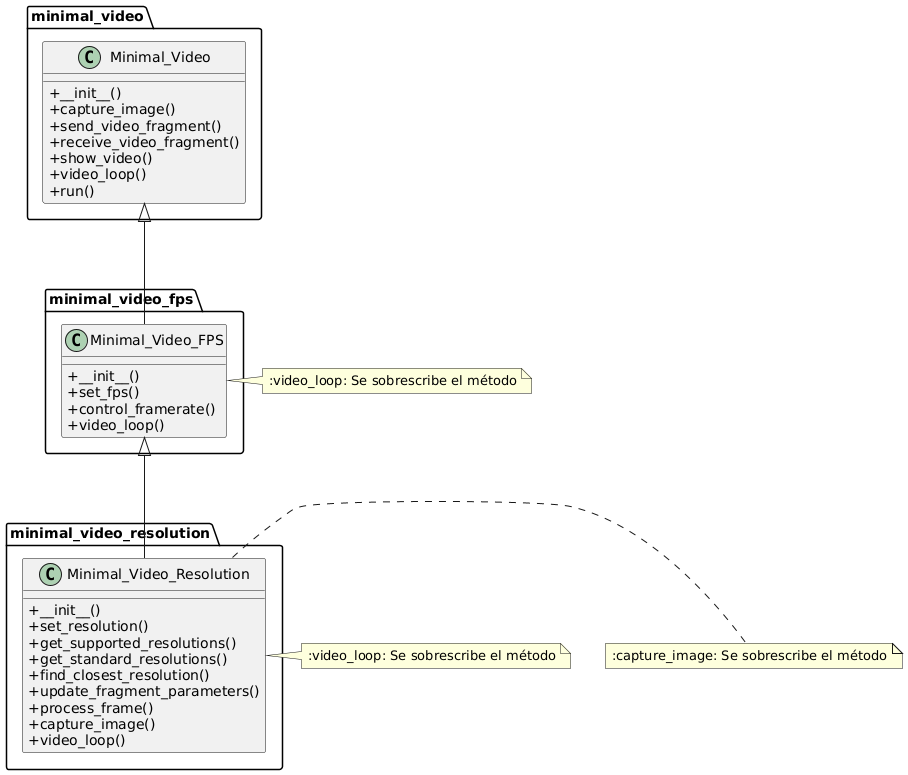 minimal_video
C Minimal_Video
+__init__()
+capture_image()
+send_video_fragment()
+receive_video_fragment()
+show_video()
+video_loop()
+run()
minimal_video_fps
C Minimal_Video_FPS
+__init__()
+set_fps()
+control_framerate()
+video_loop()
:video_loop: Se sobrescribe el método
minimal_video_resolution
C Minimal_Video_Resolution
+__init__()
+set_resolution()
+get_supported_resolutions()
+get_standard_resolutions()
+find_closest_resolution()
+update_fragment_parameters()
+process_frame()
+capture_image()
+video_loop()
:video_loop: Se sobrescribe el método
:capture_image: Se sobrescribe el método